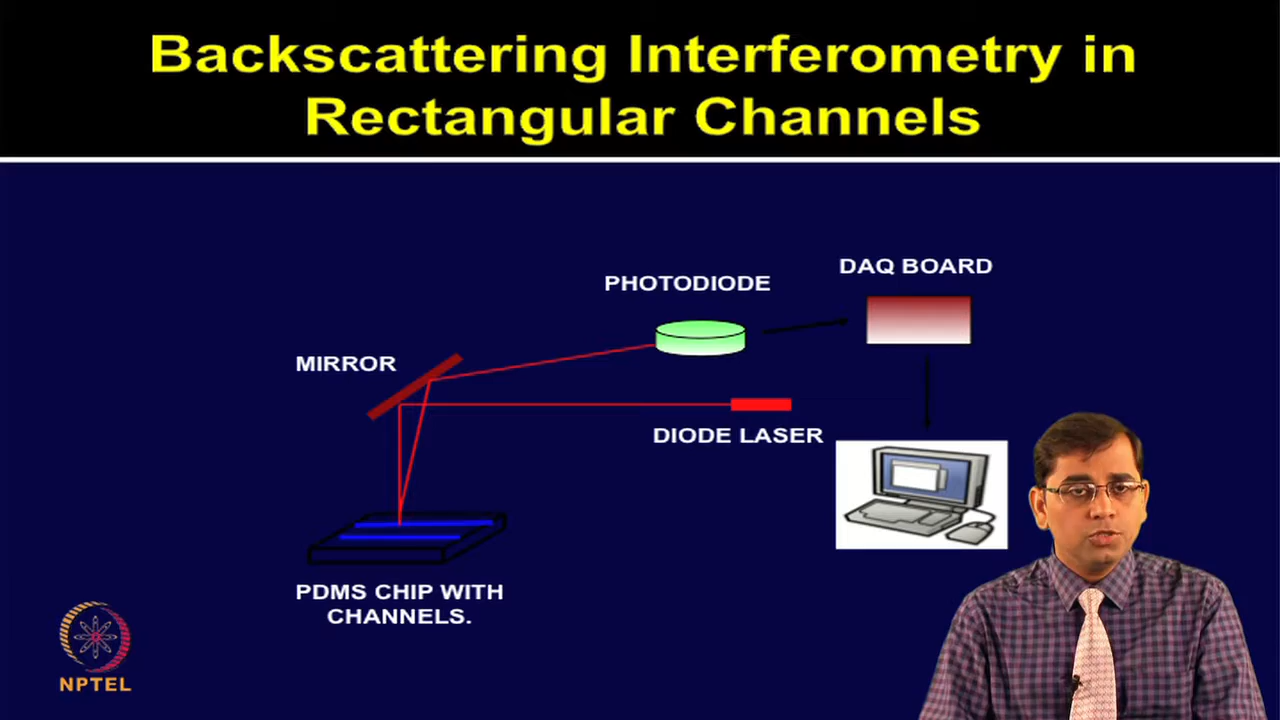 Backscattering Interferometry in
Rectangular Channels
PHOTODIODE
DAQ BOARD
MIRROR
DIODE LASER
PDMS CHIP WITH
CHANNELS.
NPTEL